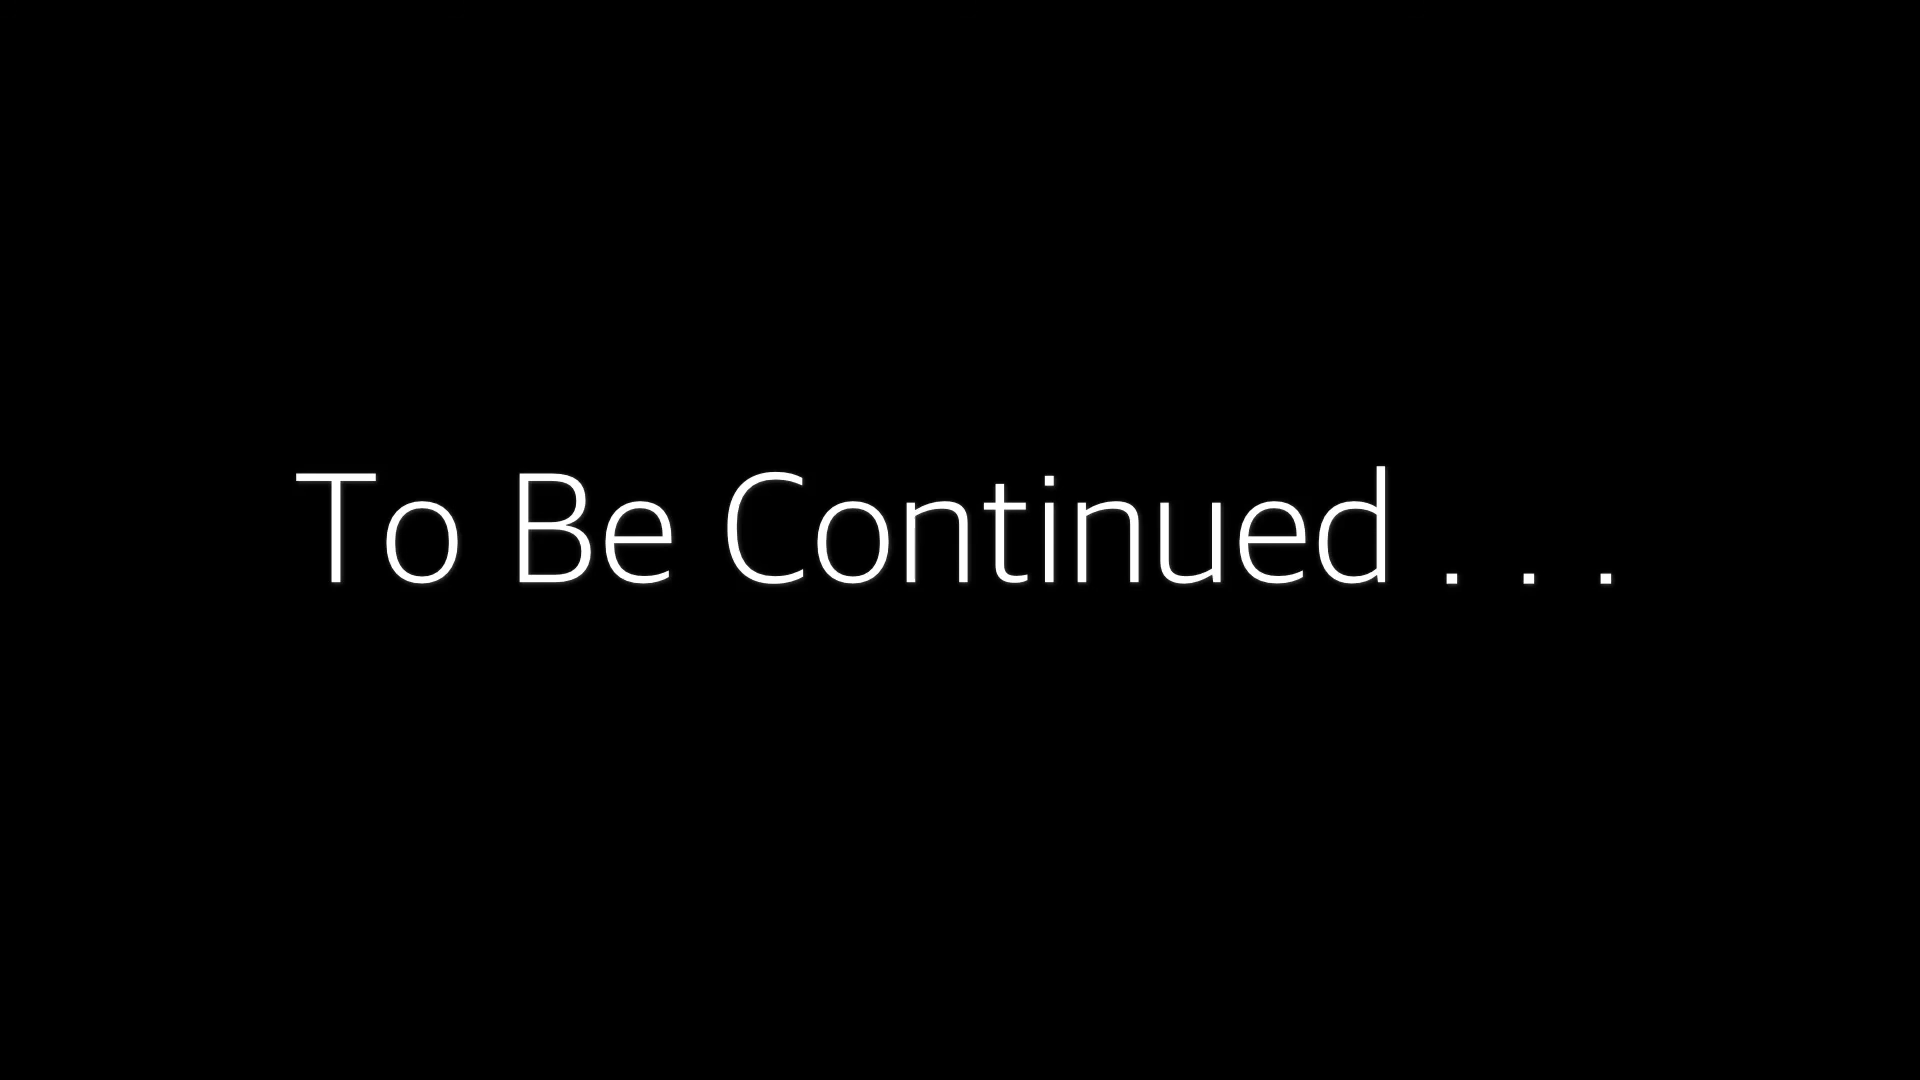 To Be Continued . . .